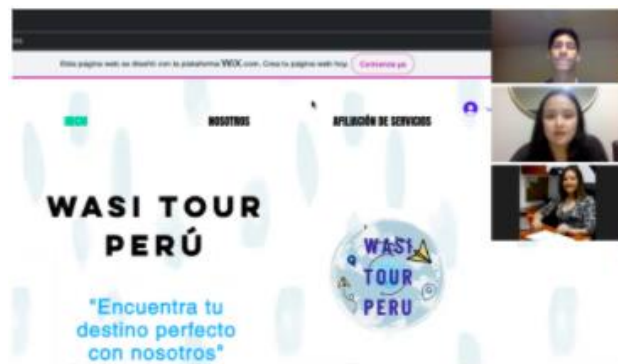 Esta página web se diseñó con la plataforma WIX.com. Crea tu página web hoy. Comienza ya
INICIO NOSOTROS AFILIACIÓN DE SERVICIOS
WASI TOUR
PERÚ
"Encuentra tu
destino perfecto
con nosotros"
WASI
TOUR
PERU